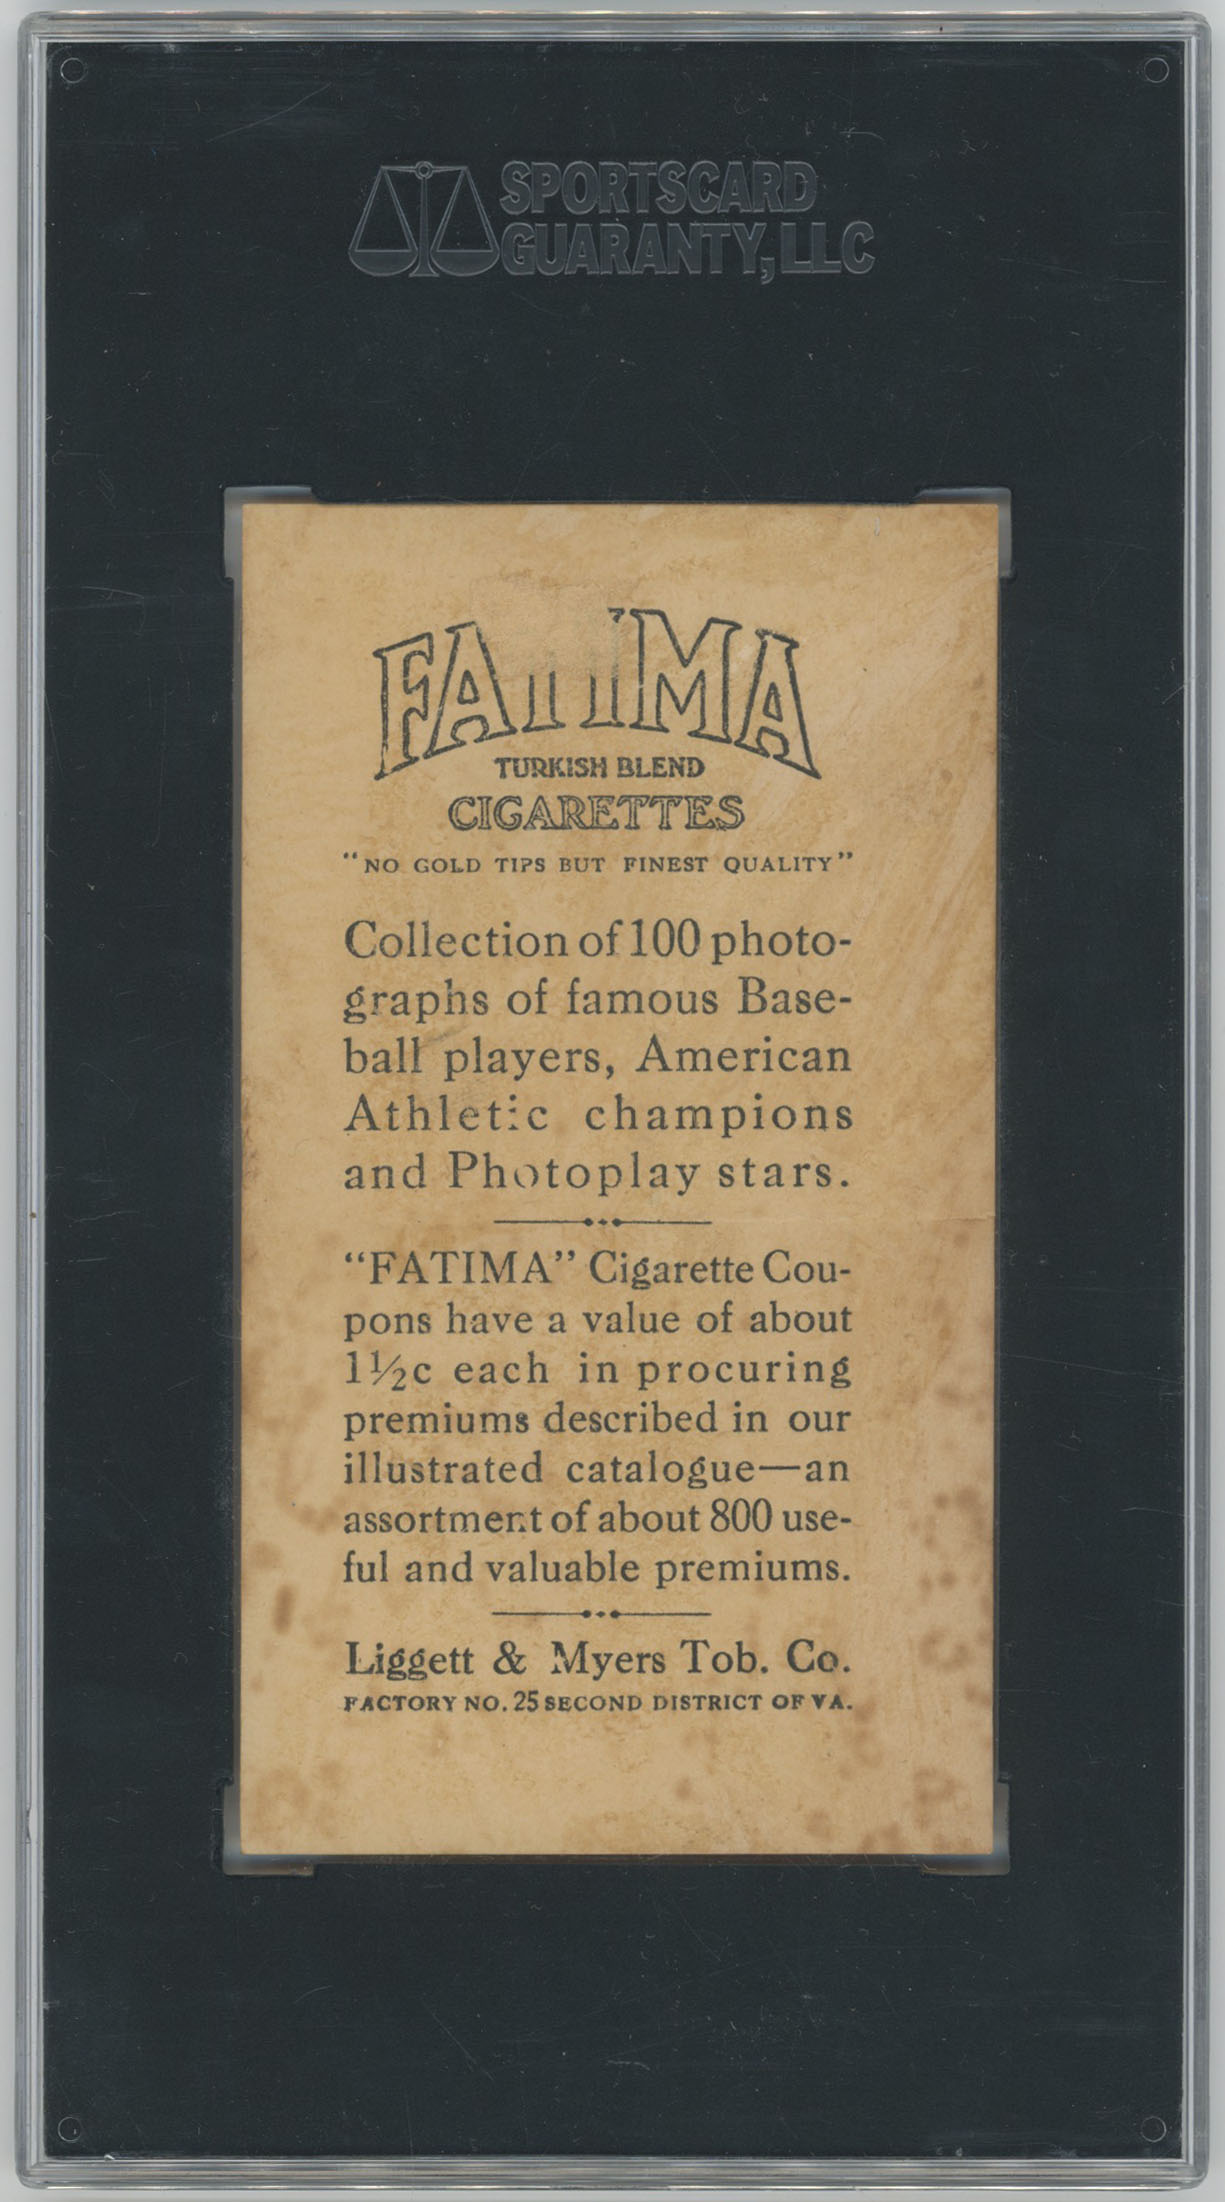 SPORTSCARD
GUARANTY, LLC
FATIMA
TURKISH BLEND
CIGARETTES
"NO GOLD TIPS BUT FINEST QUALITY"
Collection of 100 photo-
graphs of famous Base-
ball players, American
Athletic champions
and Photoplay stars.
"FATIMA" Cigarette Cou-
pons have a value of about
1½c each in procuring
premiums described in our
illustrated catalogue—an
assortment of about 800 use-
ful and valuable premiums.
Liggett & Myers Tob. Co.
FACTORY NO. 25 SECOND DISTRICT OF VA.